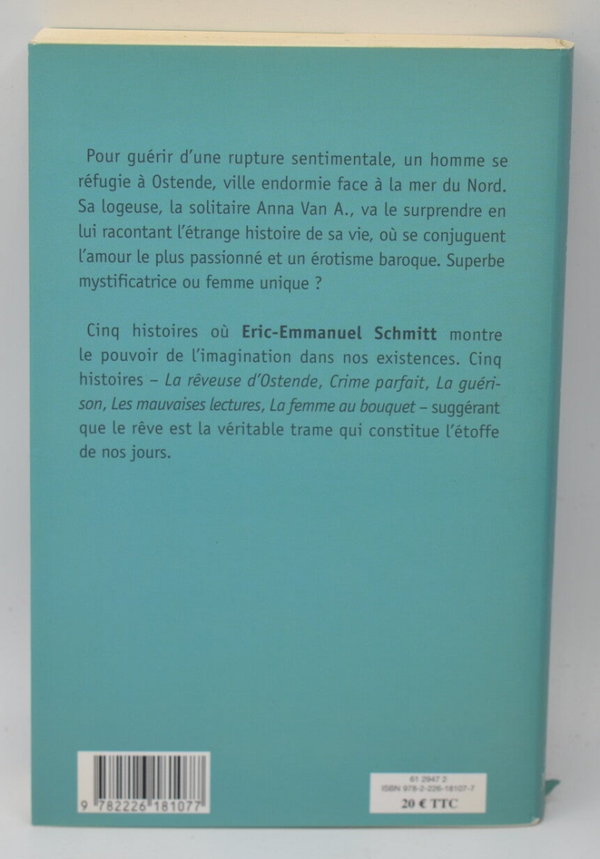 Pour guérir d'une rupture sentimentale, un homme se
réfugie à Ostende, ville endormie face à la mer du Nord.
Sa logeuse, la solitaire Anna Van A., va le surprendre en
lui racontant l'étrange histoire de sa vie, où se conjuguent
l'amour le plus passionné et un érotisme baroque. Superbe
mystificatrice ou femme unique ?
Cinq histoires où Eric-Emmanuel Schmitt montre
le pouvoir de l'imagination dans nos existences. Cinq
histoires – La rêveuse d'Ostende, Crime parfait, La guéri-
son, Les mauvaises lectures, La femme au bouquet – suggérant
que le rêve est la véritable trame qui constitue l'étoffe
de nos jours.
9 782226 181077
61 2947 2
ISBN 978-2-226-18107-7
20 € TTC